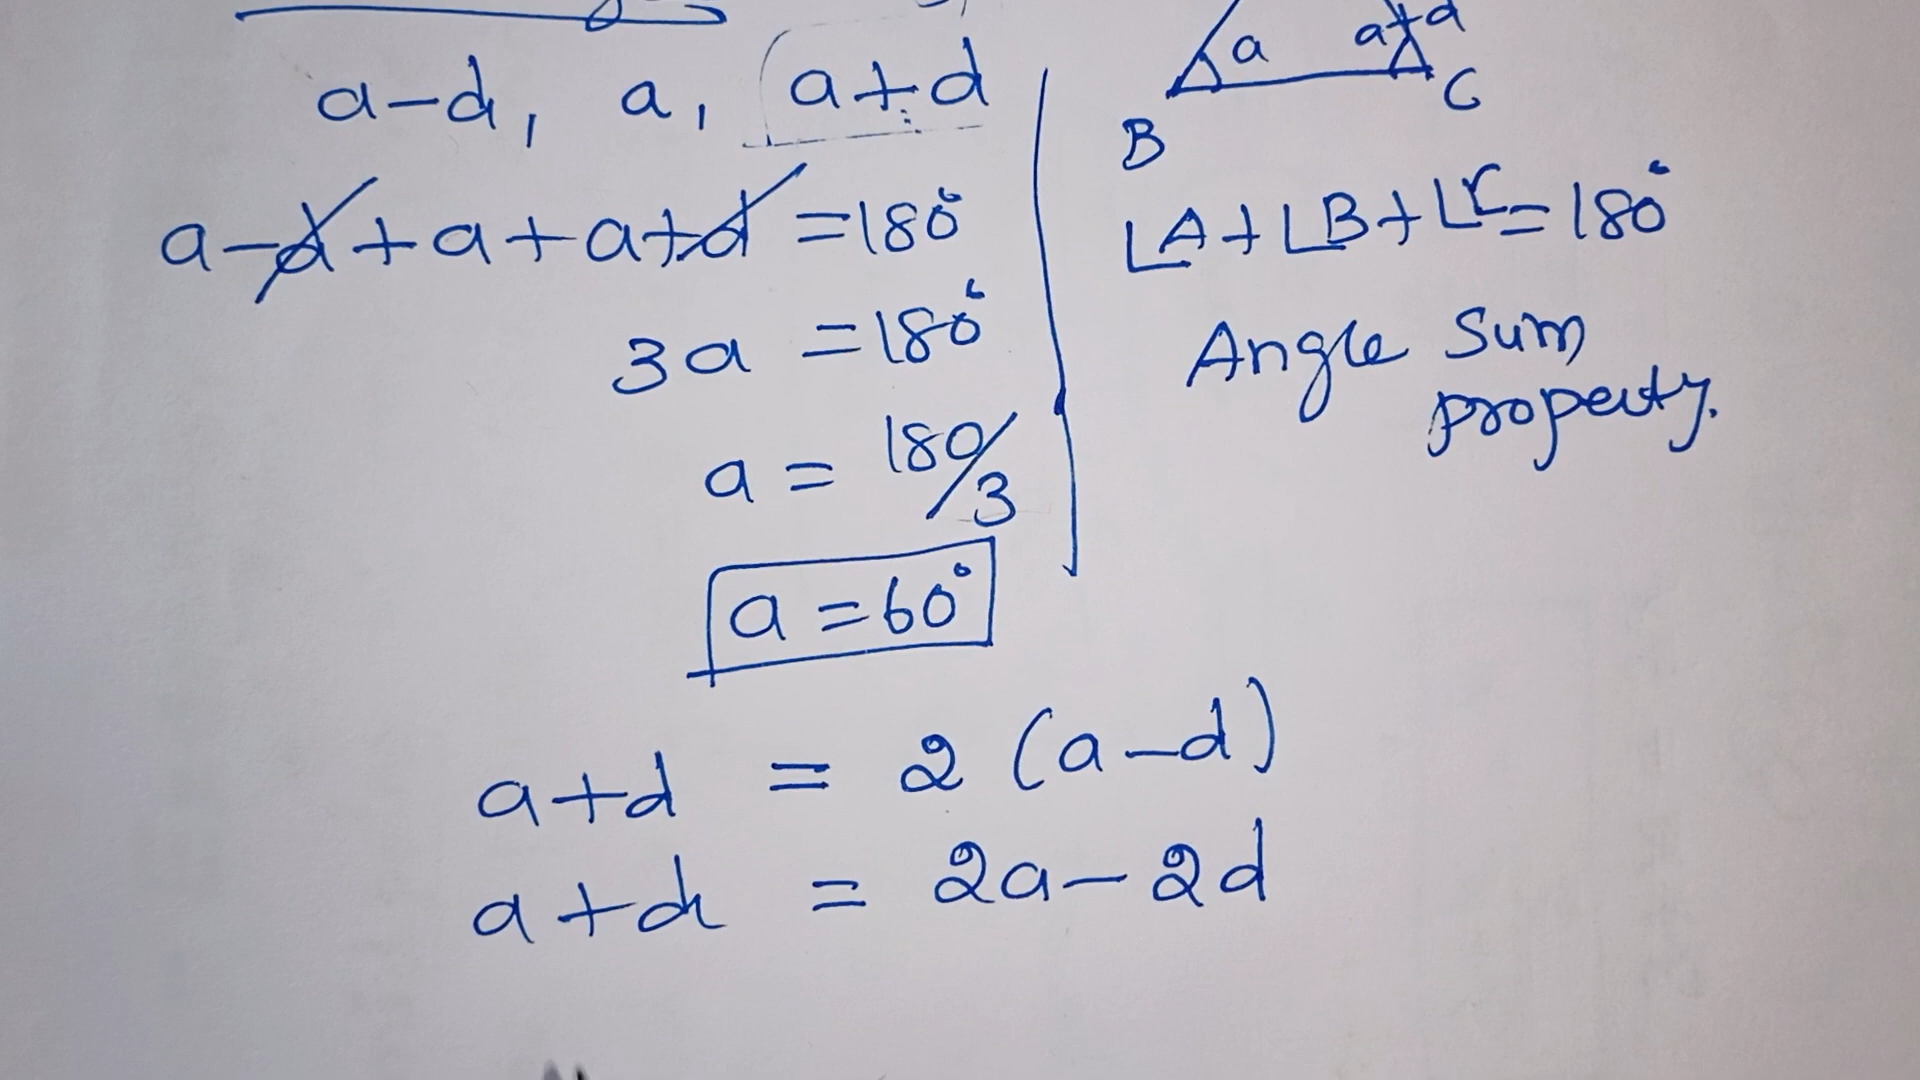 a-d, a, a+d
a-d+a+a+d =180°
3a =180°
a = 180/3
a =60°
a+d = 2 (a-d)
a+d = 2a-2d
a a+d
B C
∠A+∠B+∠C=180°
Angle Sum
property.